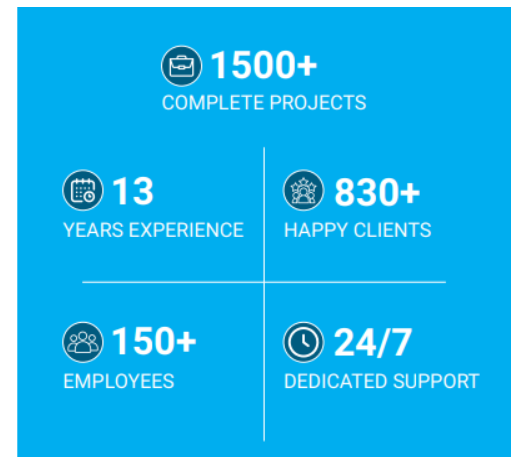 1500+
COMPLETE PROJECTS
13
YEARS EXPERIENCE
830+
HAPPY CLIENTS
150+
EMPLOYEES
24/7
DEDICATED SUPPORT